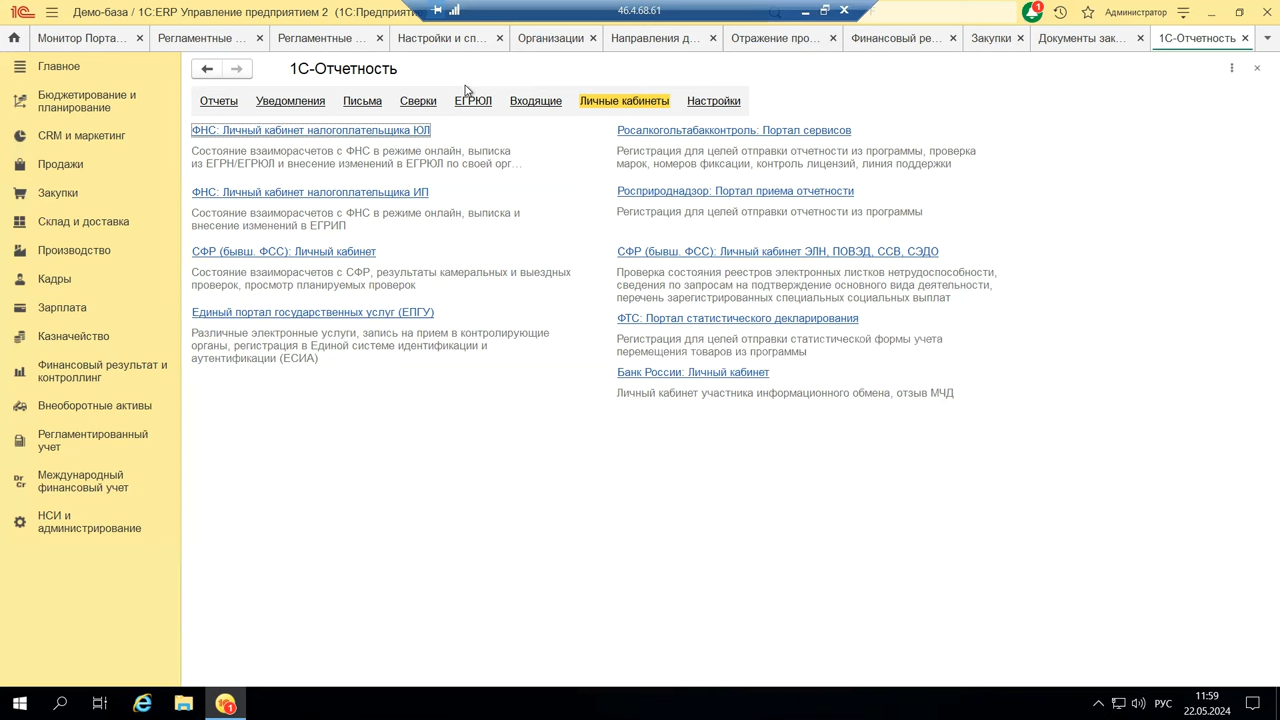 Демо-база / 1С:ERP Управление предприятием 2 (1С:Предприяти
46.4.68.61
1
Администратор
Монитор Порта...
Регламентные ...
Регламентные ...
Настройки и сп...
Организации
Направления д...
Отражение про...
Финансовый ре...
Закупки
Документы зак...
1С-Отчетность
Главное
Бюджетирование и
планирование
CRM и маркетинг
Продажи
Закупки
Склад и доставка
Производство
Кадры
Зарплата
Казначейство
Финансовый результат и
контроллинг
Внеоборотные активы
Регламентированный
учет
Международный
финансовый учет
НСИ и
администрирование
1С-Отчетность
Отчеты
Уведомления
Письма
Сверки
ЕГРЮЛ
Входящие
Личные кабинеты
Настройки
ФНС: Личный кабинет налогоплательщика ЮЛ
Состояние взаиморасчетов с ФНС в режиме онлайн, выписка
из ЕГРН/ЕГРЮЛ и внесение изменений в ЕГРЮЛ по своей орг...
ФНС: Личный кабинет налогоплательщика ИП
Состояние взаиморасчетов с ФНС в режиме онлайн, выписка и
внесение изменений в ЕГРИП
СФР (бывш. ФСС): Личный кабинет
Состояние взаиморасчетов с СФР, результаты камеральных и выездных
проверок, просмотр планируемых проверок
Единый портал государственных услуг (ЕПГУ)
Различные электронные услуги, запись на прием в контролирующие
органы, регистрация в Единой системе идентификации и
аутентификации (ЕСИА)
Росалкогольтабакконтроль: Портал сервисов
Регистрация для целей отправки отчетности из программы, проверка
марок, номеров фиксации, контроль лицензий, линия поддержки
Росприроднадзор: Портал приема отчетности
Регистрация для целей отправки отчетности из программы
СФР (бывш. ФСС): Личный кабинет ЭЛН, ПОВЭД, ССВ, СЭДО
Проверка состояния реестров электронных листков нетрудоспособности,
сведения по запросам на подтверждение основного вида деятельности,
перечень зарегистрированных специальных социальных выплат
ФТС: Портал статистического декларирования
Регистрация для целей отправки статистической формы учета
перемещения товаров из программы
Банк России: Личный кабинет
Личный кабинет участника информационного обмена, отзыв МЧД
1
РУС
11:59
22.05.2024